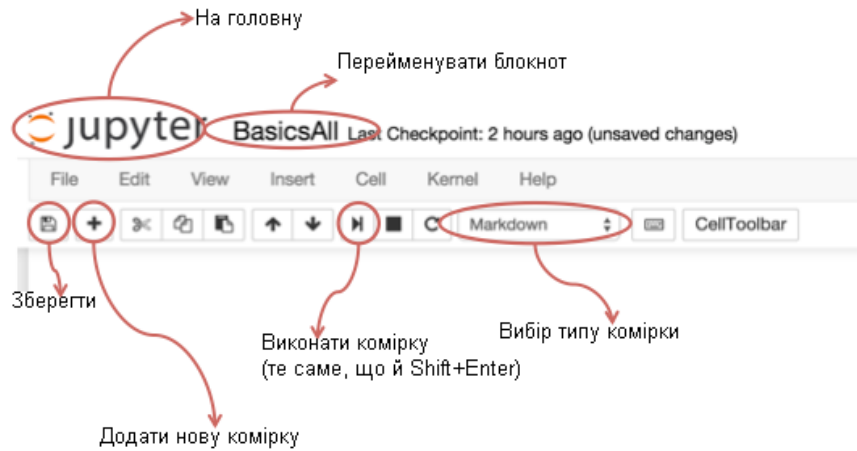 На головну
Перейменувати блокнот
jupyter BasicsAll Last Checkpoint: 2 hours ago (unsaved changes)
File Edit View Insert Cell Kernel Help
Markdown CellToolbar
Зберегти
Виконати комірку
(те саме, що й Shift+Enter)
Вибір типу комірки
Додати нову комірку